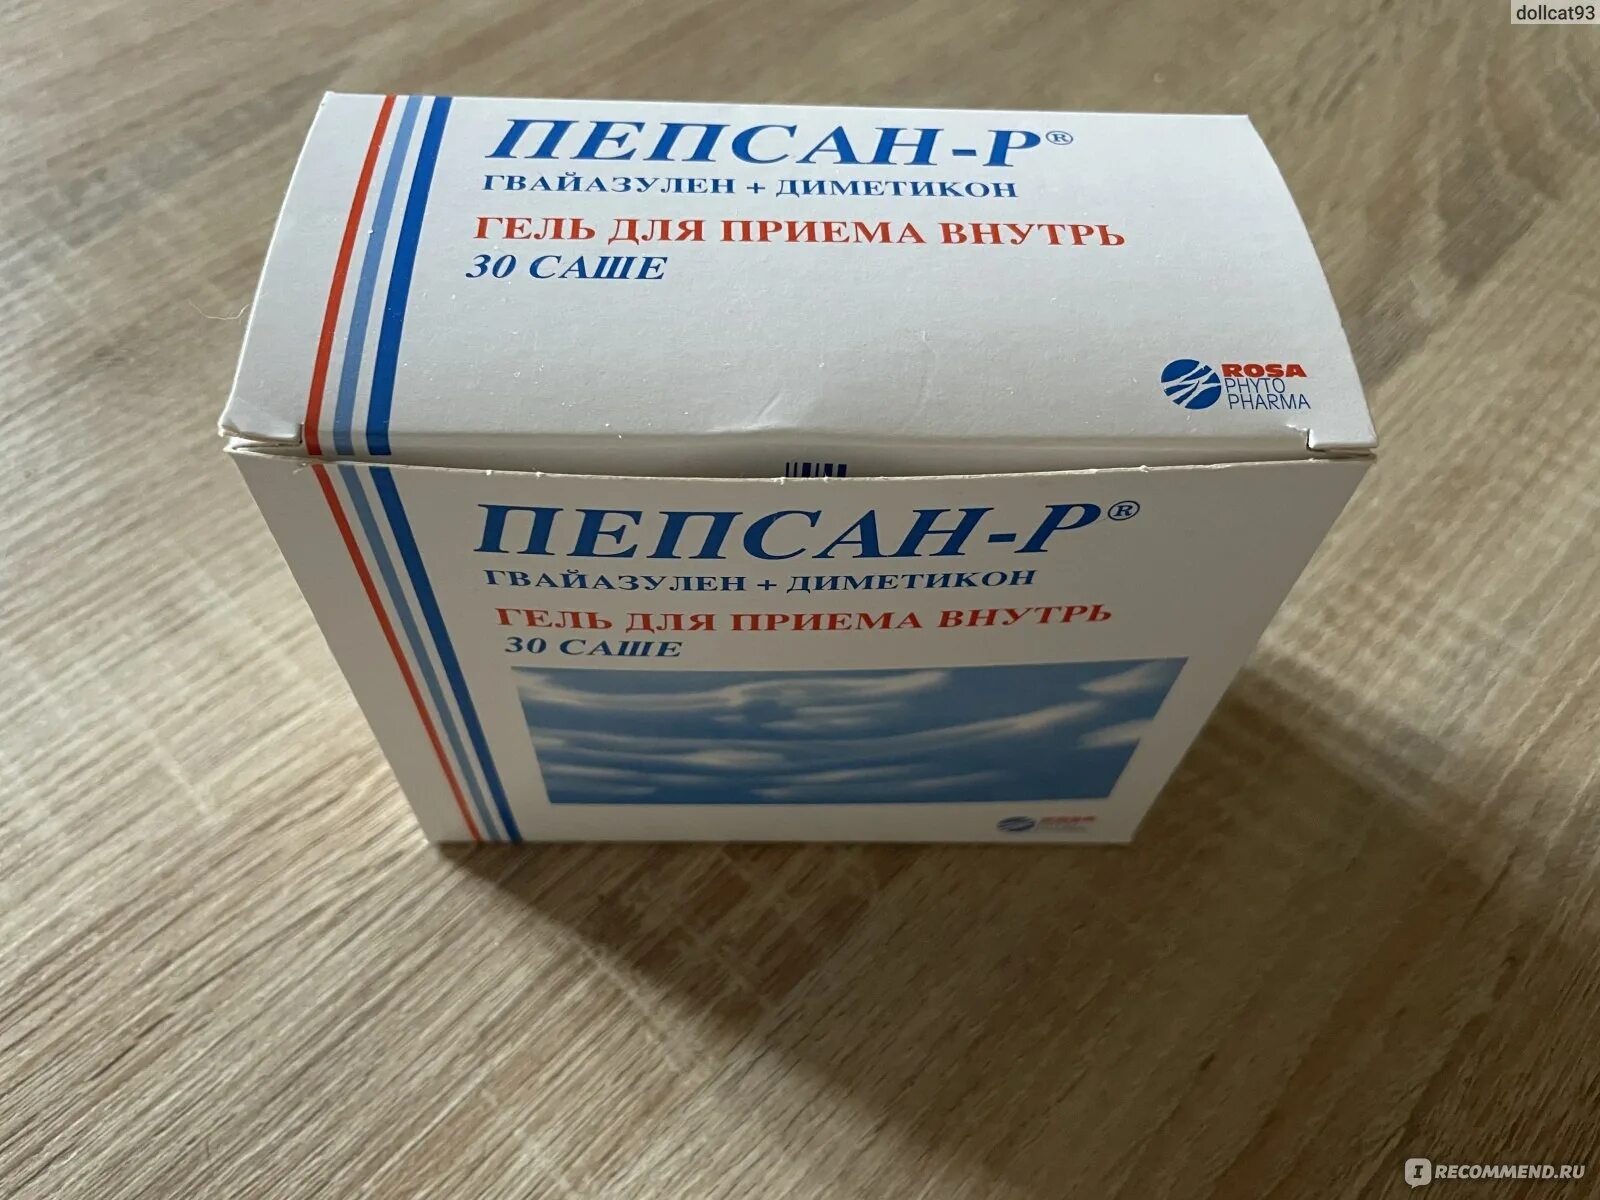 dollcat93
ПЕПСАН-Р®
ГВАЙАЗУЛЕН + ДИМЕТИКОН
ГЕЛЬ ДЛЯ ПРИЕМА ВНУТРЬ
30 САШЕ
ROSA
PHYTO
PHARMA
ПЕПСАН-Р®
ГВАЙАЗУЛЕН + ДИМЕТИКОН
ГЕЛЬ ДЛЯ ПРИЕМА ВНУТРЬ
30 САШЕ
IRECOMMEND.RU